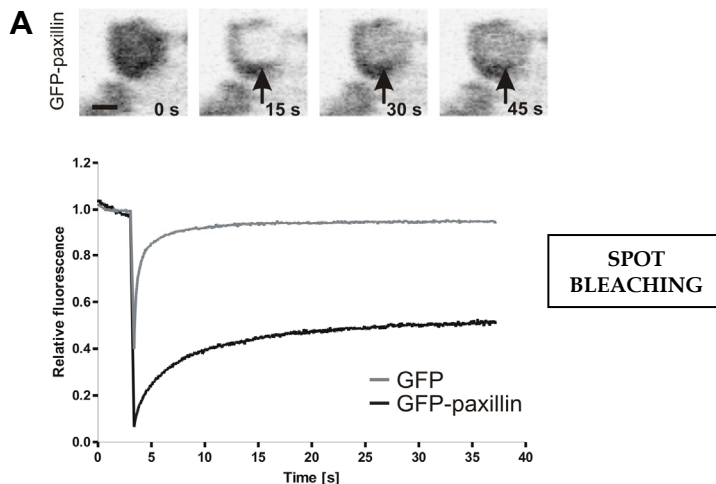 A
GFP-paxillin
0 s
15 s
30 s
45 s
Relative fluorescence
1.2
1.0
0.8
0.6
0.4
0.2
0.0
GFP
GFP-paxillin
0 5 10 15 20 25 30 35 40
Time [s]
SPOT
BLEACHING